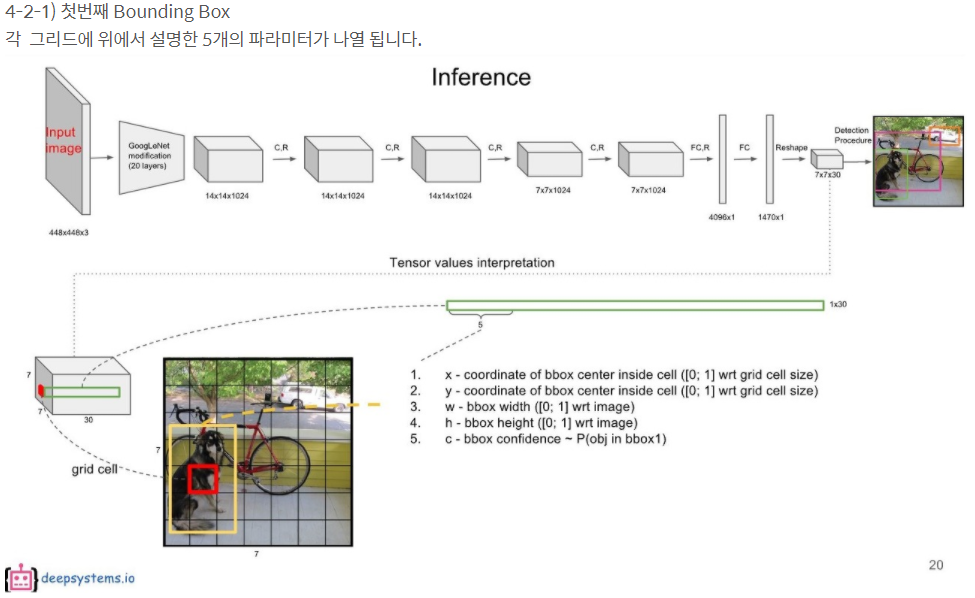 4-2-1) 첫번째 Bounding Box
각 그리드에 위에서 설명한 5개의 파라미터가 나열 됩니다.
Inference
Input
image
448x448x3
GoogLeNet
modification
(20 layers)
14x14x1024
C,R
14x14x1024
C,R
14x14x1024
C,R
7x7x1024
C,R
7x7x1024
FC,R
4096x1
FC
1470x1
Reshape
7x7x30
Detection
Procedure
Tensor values interpretation
1x30
5
7
7
30
grid cell
7
7
1. x - coordinate of bbox center inside cell ([0; 1] wrt grid cell size)
2. y - coordinate of bbox center inside cell ([0; 1] wrt grid cell size)
3. w - bbox width ([0; 1] wrt image)
4. h - bbox height ([0; 1] wrt image)
5. c - bbox confidence ~ P(obj in bbox1)
deepsystems.io
20